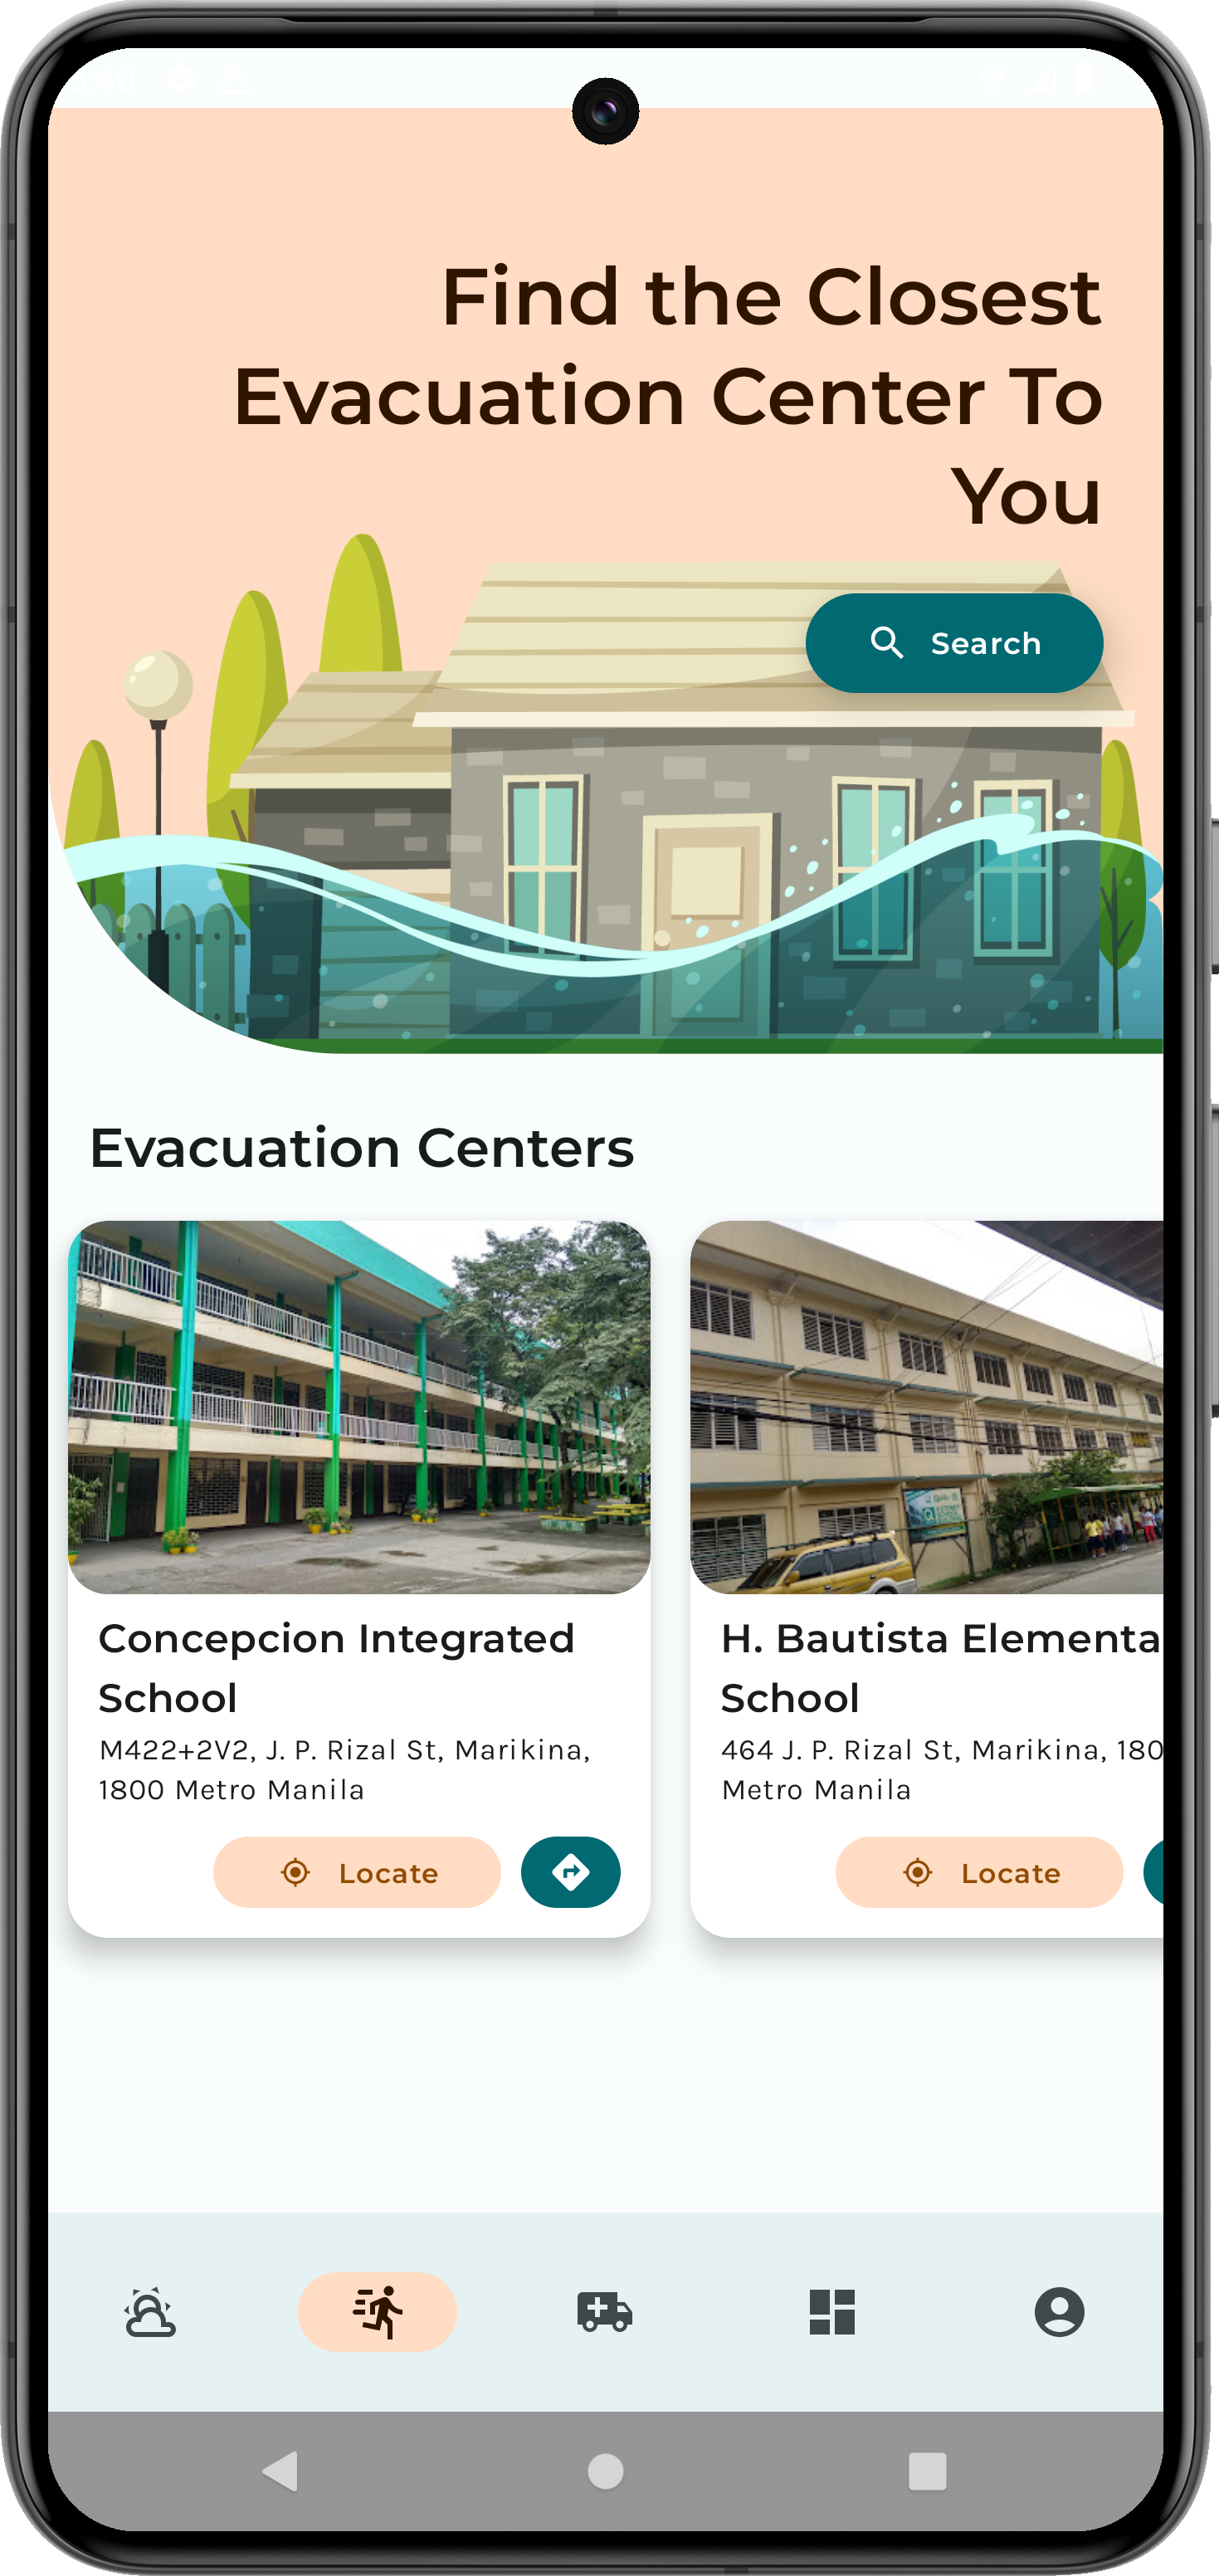 Find the Closest
Evacuation Center To
You
Search
Evacuation Centers
Concepcion Integrated
School
M422+2V2, J. P. Rizal St, Marikina,
1800 Metro Manila
Locate
H. Bautista Elementa
School
464 J. P. Rizal St, Marikina, 180
Metro Manila
Locate